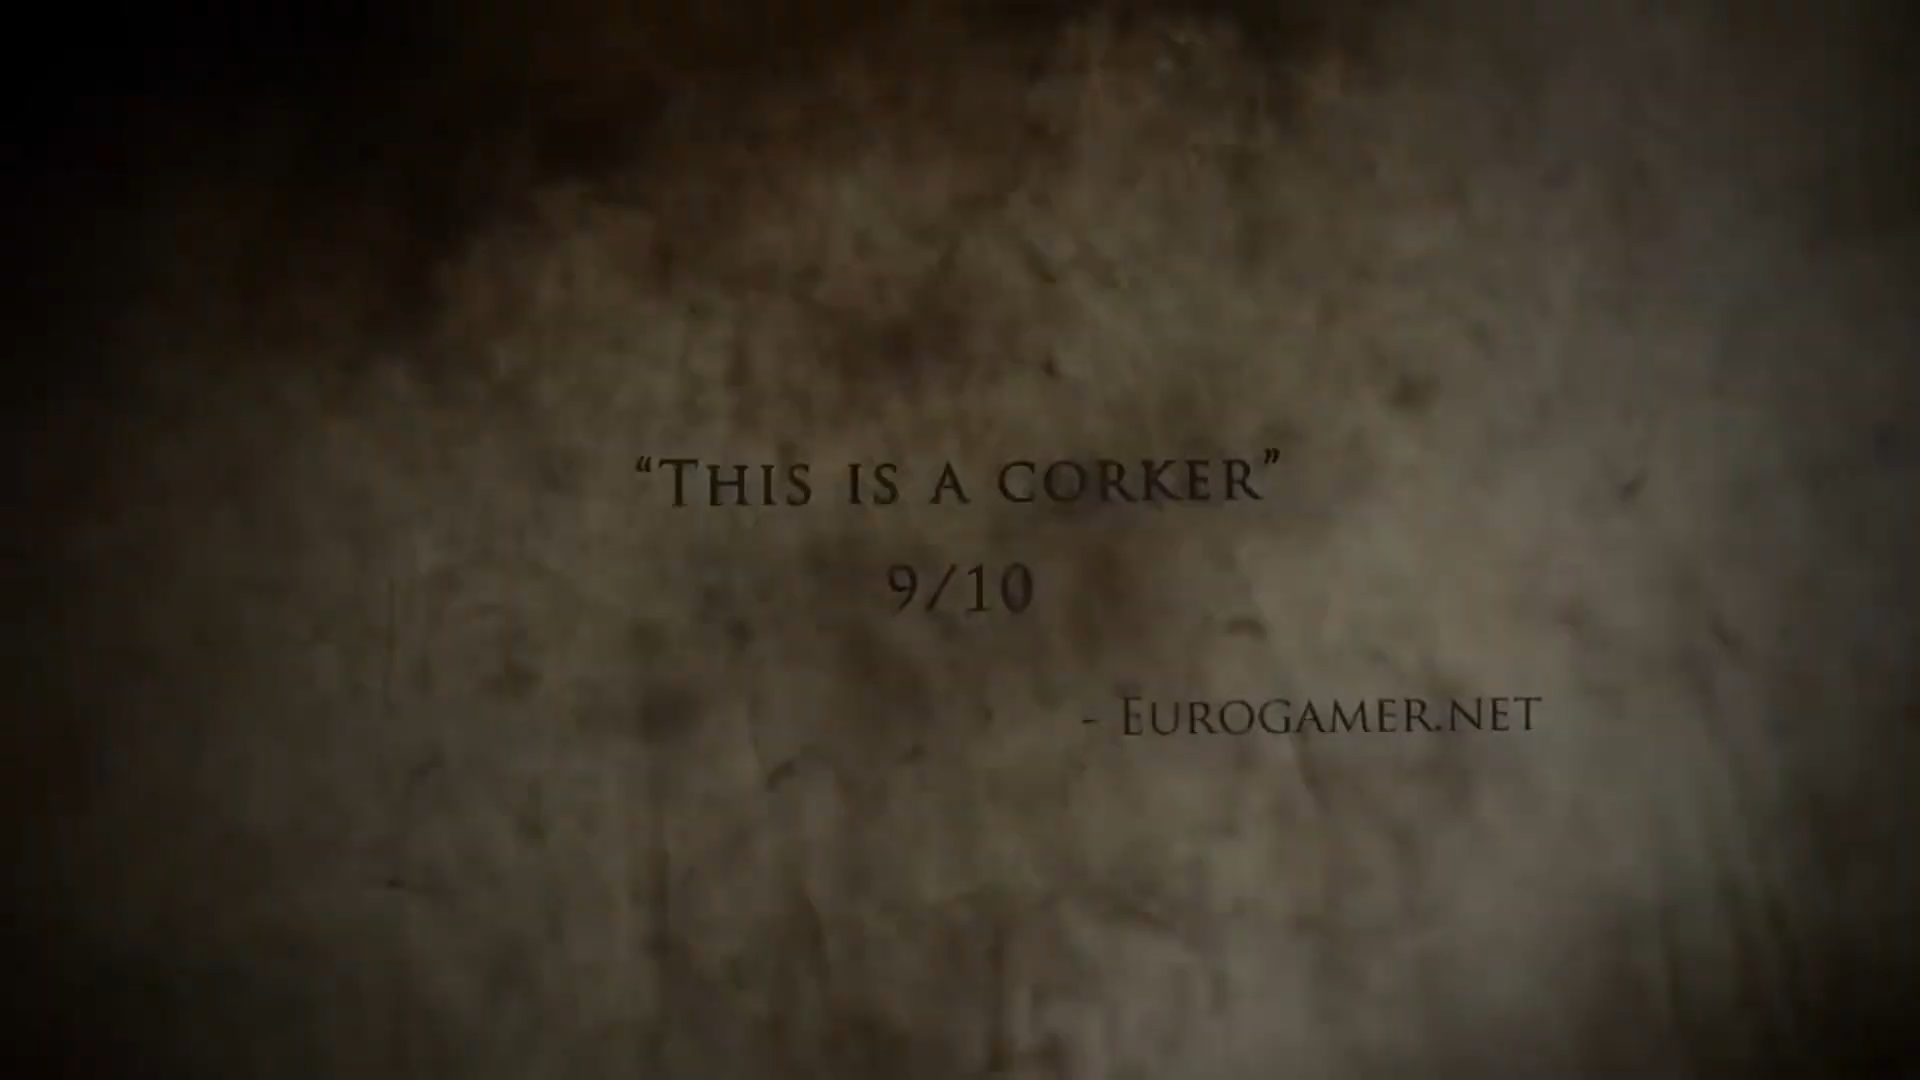 “This is a corker”
9/10
- Eurogamer.net